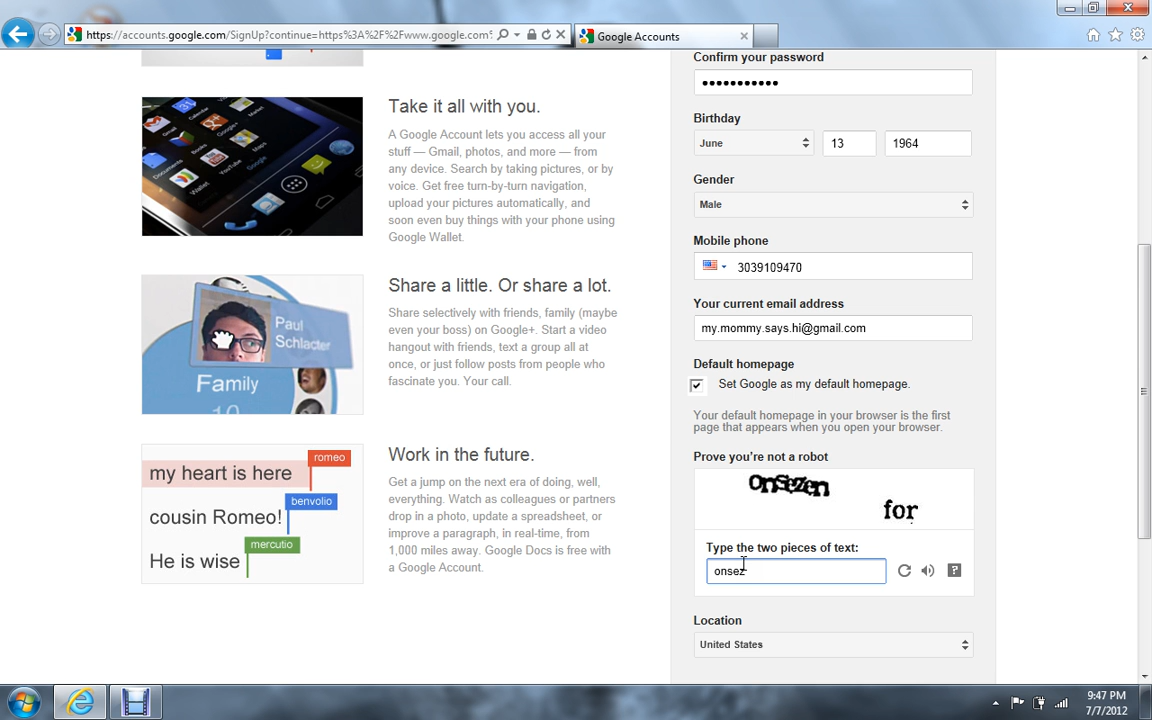 https://accounts.google.com/SignUp?continue=https%3A%2F%2Fwww.google.com%
Google Accounts
Confirm your password
•••••••••••
Birthday
June
13
1964
Gender
Male
Mobile phone
3039109470
Your current email address
my.mommy.says.hi@gmail.com
Default homepage
Set Google as my default homepage.
Your default homepage in your browser is the first
page that appears when you open your browser.
Prove you're not a robot
onsezen
for
Type the two pieces of text:
onsez
Location
United States
Take it all with you.
A Google Account lets you access all your
stuff — Gmail, photos, and more — from
any device. Search by taking pictures, or by
voice. Get free turn-by-turn navigation,
upload your pictures automatically, and
soon even buy things with your phone using
Google Wallet.
Share a little. Or share a lot.
Share selectively with friends, family (maybe
even your boss) on Google+. Start a video
hangout with friends, text a group all at
once, or just follow posts from people who
fascinate you. Your call.
Paul
Schlacter
Family
10
Work in the future.
Get a jump on the next era of doing, well,
everything. Watch as colleagues or partners
drop in a photo, update a spreadsheet, or
improve a paragraph, in real-time, from
1,000 miles away. Google Docs is free with
a Google Account.
romeo
my heart is here
benvolio
cousin Romeo!
mercutio
He is wise
9:47 PM
7/7/2012